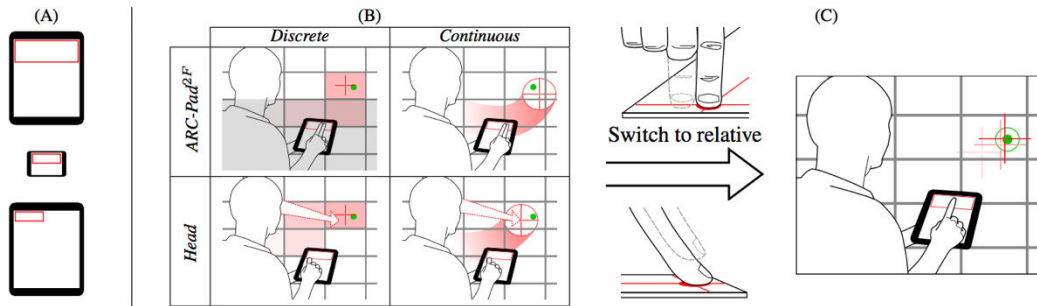 (A)
(B)
(C)
Discrete
Continuous
ARC-Pad2F
Head
Switch to relative